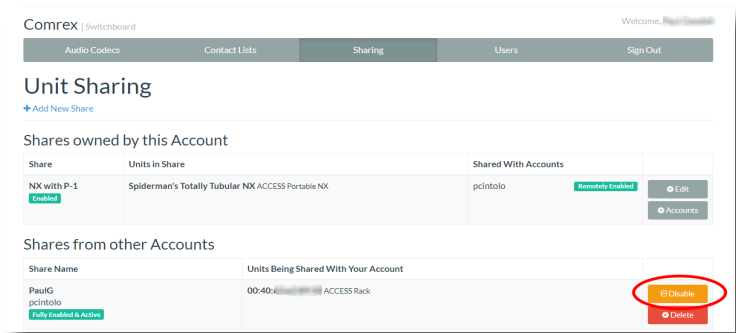 Comrex | Switchboard
Welcome,
Audio Codecs Contact Lists Sharing Users Sign Out
Unit Sharing
+ Add New Share
Shares owned by this Account
Share Units in Share Shared With Accounts
NX with P-1 Spiderman's Totally Tubular NX ACCESS Portable NX pcintolo Remotely Enabled Edit
Enabled
Accounts
Shares from other Accounts
Share Name Units Being Shared With Your Account
PaulG 00:40: ACCESS Rack Disable
pcintolo
Fully Enabled & Active Delete